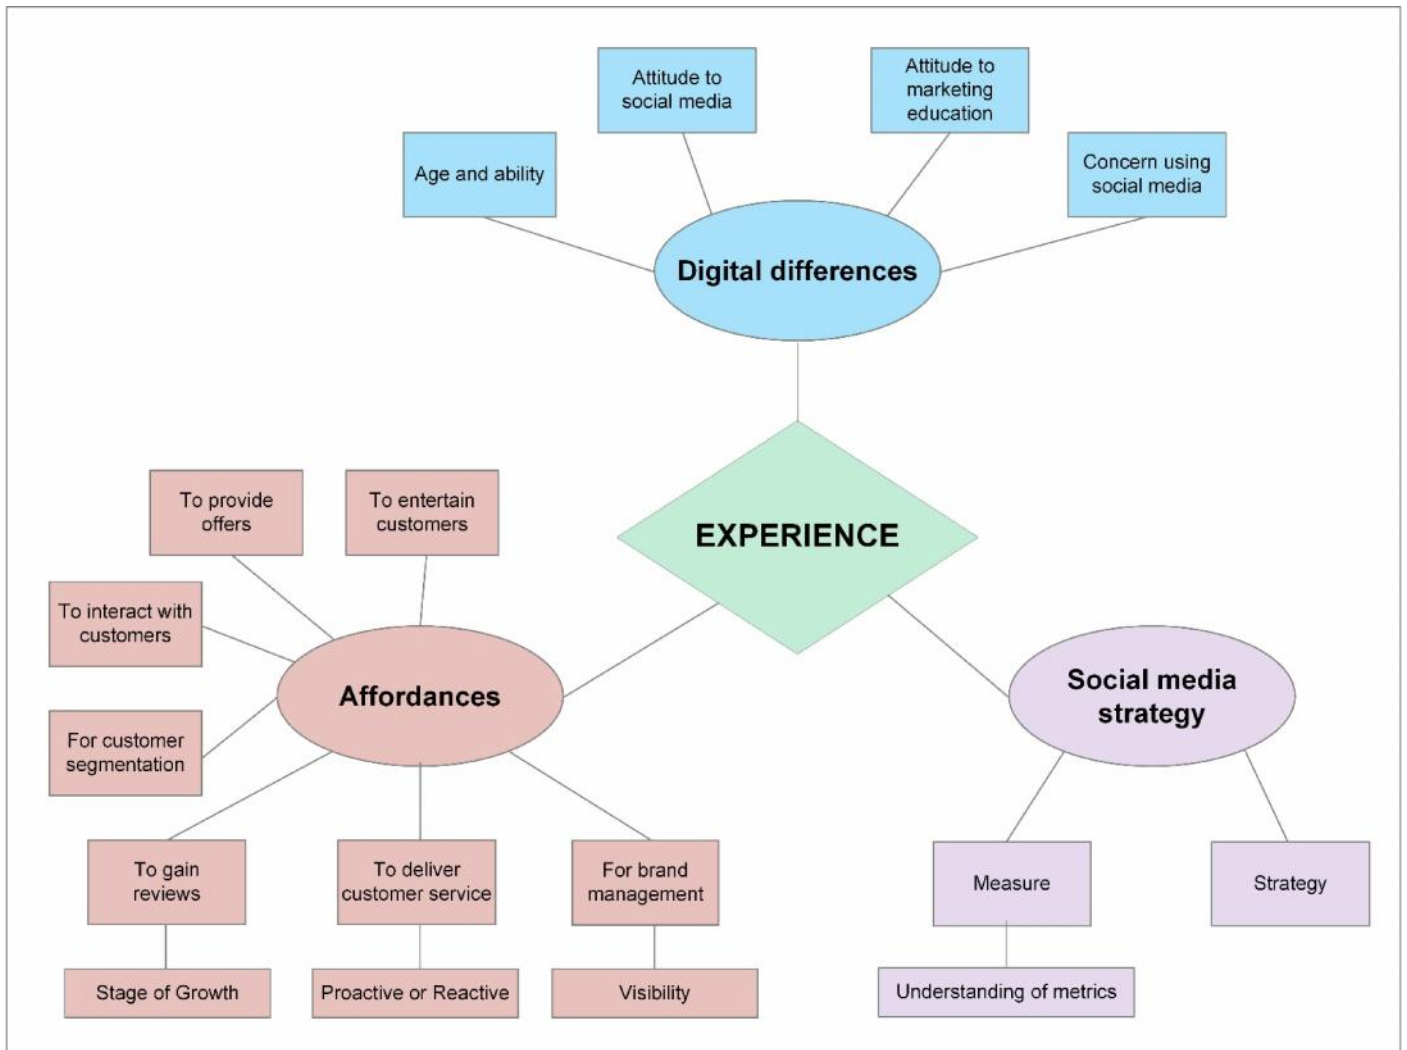 Attitude to
social media
Attitude to
marketing
education
Age and ability
Concern using
social media
Digital differences
EXPERIENCE
To provide
offers
To entertain
customers
To interact with
customers
For customer
segmentation
Affordances
To gain
reviews
To deliver
customer service
For brand
management
Stage of Growth
Proactive or Reactive
Visibility
Social media
strategy
Measure
Strategy
Understanding of metrics